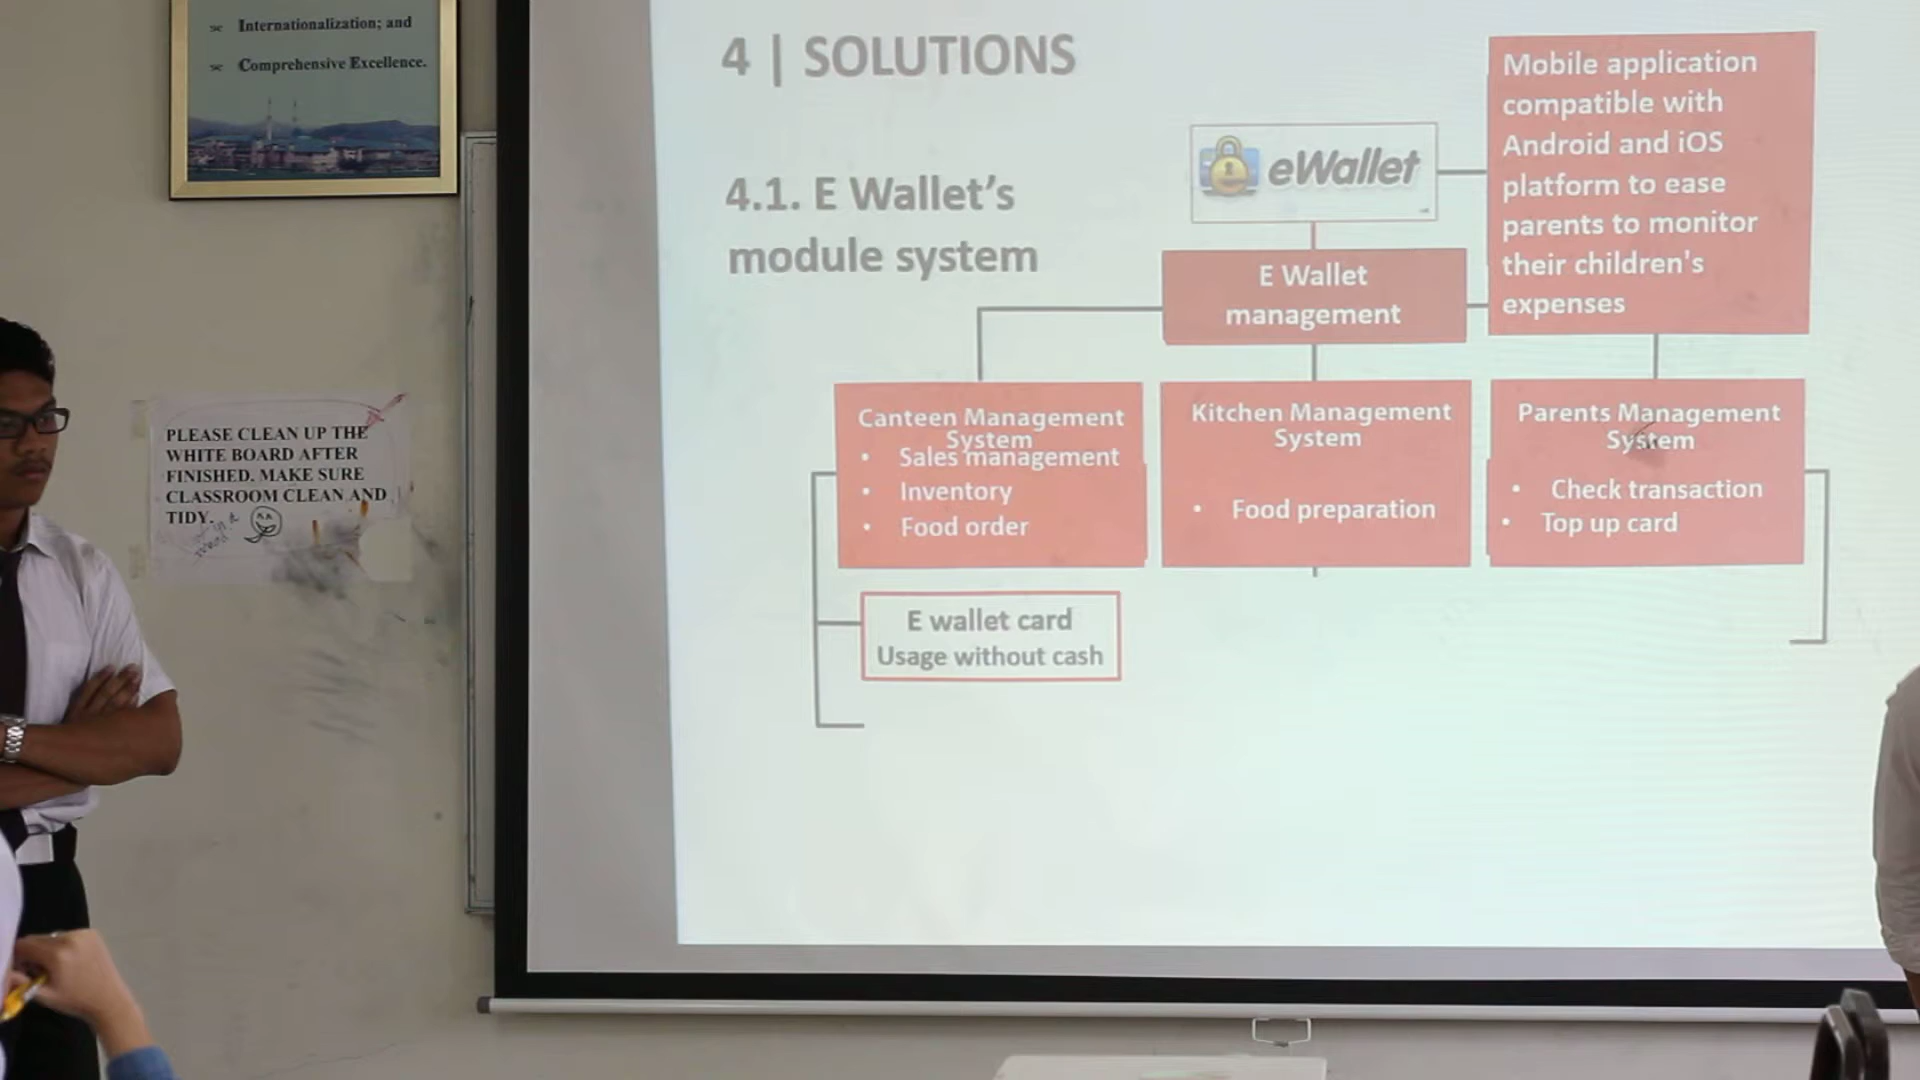 Internationalization; and
Comprehensive Excellence.
PLEASE CLEAN UP THE
WHITE BOARD AFTER
FINISHED. MAKE SURE
CLASSROOM CLEAN AND
TIDY.
4 | SOLUTIONS
4.1. E Wallet’s
module system
eWallet
Mobile application
compatible with
Android and iOS
platform to ease
parents to monitor
their children's
expenses
E Wallet
management
Canteen Management
System
• Sales management
• Inventory
• Food order
Kitchen Management
System
• Food preparation
Parents Management
System
• Check transaction
• Top up card
E wallet card
Usage without cash